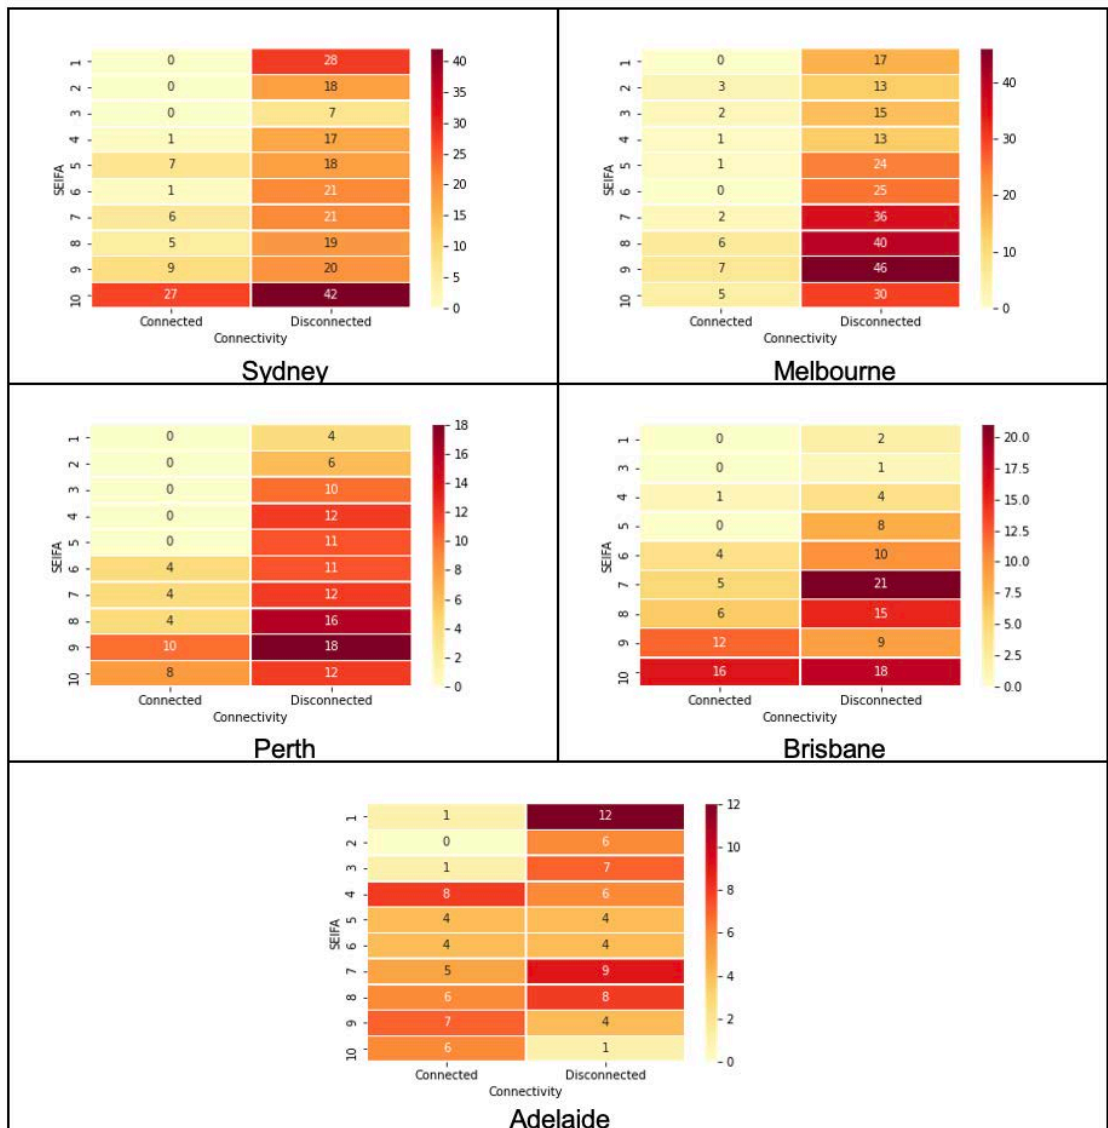 1 0 28 40
2 0 18 35
3 0 7 30
4 1 17 25
5 7 18 20
6 1 21 15
7 6 21 10
8 5 19 5
9 9 20 0
10 27 42
SEIFA
Connected Disconnected
Connectivity
Sydney
1 0 17 40
2 3 13 30
3 2 15 20
4 1 13 10
5 1 24 0
6 0 25
7 2 36
8 6 40
9 7 46
10 5 30
SEIFA
Connected Disconnected
Connectivity
Melbourne
1 0 4 18
2 0 6 16
3 0 10 14
4 0 12 12
5 0 11 10
6 4 11 8
7 4 12 6
8 4 16 4
9 10 18 2
10 8 12 0
SEIFA
Connected Disconnected
Connectivity
Perth
1 0 2 20.0
3 0 1 17.5
4 1 4 15.0
5 0 8 12.5
6 4 10 10.0
7 5 21 7.5
8 6 15 5.0
9 12 9 2.5
10 16 18 0.0
SEIFA
Connected Disconnected
Connectivity
Brisbane
1 1 12 12
2 0 6 10
3 1 7 8
4 8 6 6
5 4 4 4
6 4 4 2
7 5 9 0
8 6 8
9 7 4
10 6 1
SEIFA
Connected Disconnected
Connectivity
Adelaide